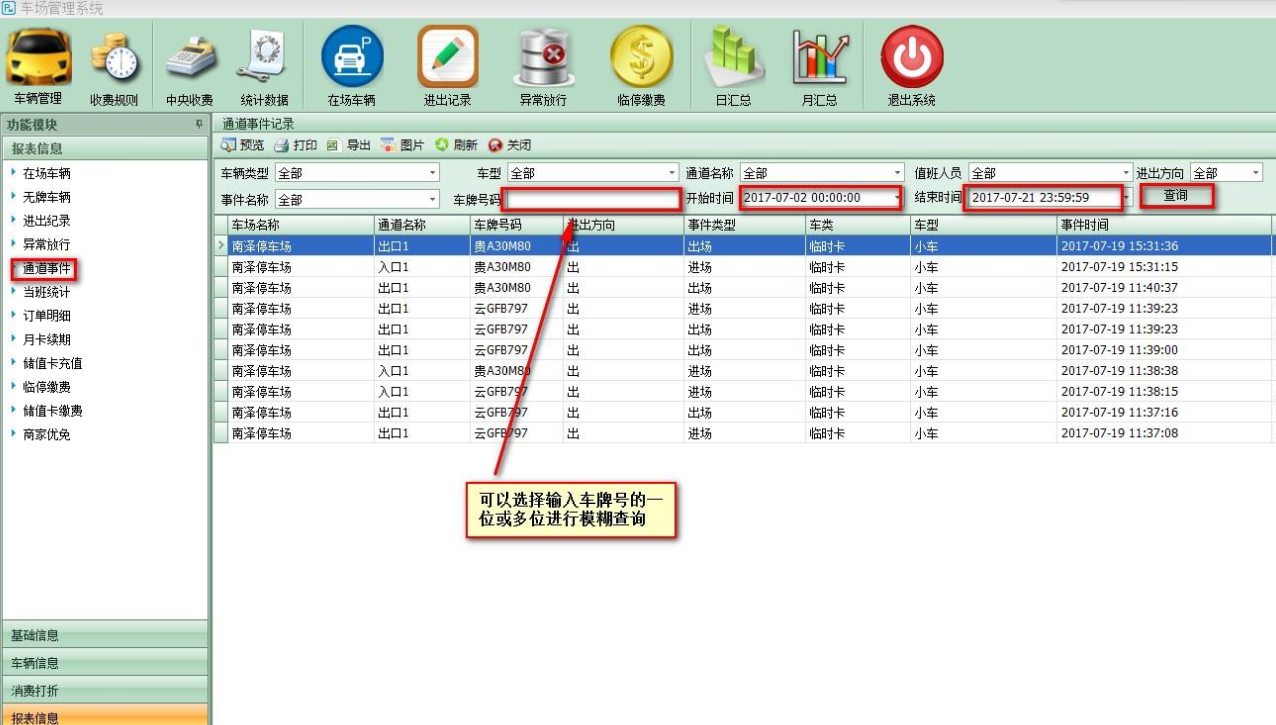 车场管理系统
车辆管理 收费规则 中央收费 统计数据 在场车辆 进出记录 异常放行 临停缴费 日汇总 月汇总 退出系统
功能模块
报表信息
在场车辆
无牌车辆
进出纪录
异常放行
通道事件
当班统计
订单明细
月卡续期
储值卡充值
临停缴费
储值卡缴费
商家优免
基础信息
车辆信息
消费打折
报表信息
通道事件记录
预览 打印 导出 图片 刷新 关闭
车辆类型 全部 车型 全部 通道名称 全部 值班人员 全部 进出方向 全部
事件名称 全部 车牌号码 开始时间 2017-07-02 00:00:00 结束时间 2017-07-21 23:59:59 查询
车场名称 通道名称 车牌号码 进出方向 事件类型 车类 车型 事件时间
南泽停车场 出口1 贵A30M80 出 出场 临时卡 小车 2017-07-19 15:31:36
南泽停车场 入口1 贵A30M80 出 进场 临时卡 小车 2017-07-19 15:31:15
南泽停车场 出口1 贵A30M80 出 出场 临时卡 小车 2017-07-19 11:40:37
南泽停车场 出口1 云GFB797 出 进场 临时卡 小车 2017-07-19 11:39:23
南泽停车场 出口1 云GFB797 出 出场 临时卡 小车 2017-07-19 11:39:23
南泽停车场 出口1 云GFB797 出 出场 临时卡 小车 2017-07-19 11:39:00
南泽停车场 入口1 贵A30M80 出 进场 临时卡 小车 2017-07-19 11:38:38
南泽停车场 入口1 云GFB797 出 进场 临时卡 小车 2017-07-19 11:38:15
南泽停车场 出口1 云GFB797 出 出场 临时卡 小车 2017-07-19 11:37:16
南泽停车场 出口1 云GFB797 出 进场 临时卡 小车 2017-07-19 11:37:08
可以选择输入车牌号的一
位或多位进行模糊查询